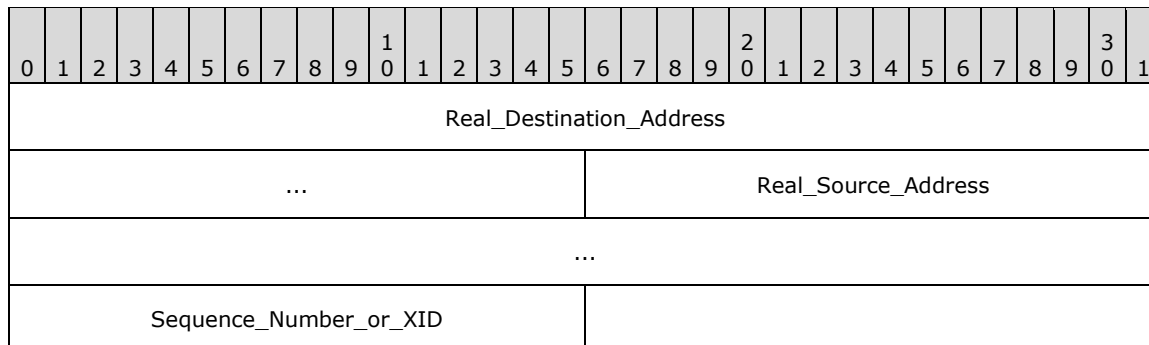 1 2 3
0 1 2 3 4 5 6 7 8 9 0 1 2 3 4 5 6 7 8 9 0 1 2 3 4 5 6 7 8 9 0 1
Real_Destination_Address
... Real_Source_Address
...
Sequence_Number_or_XID